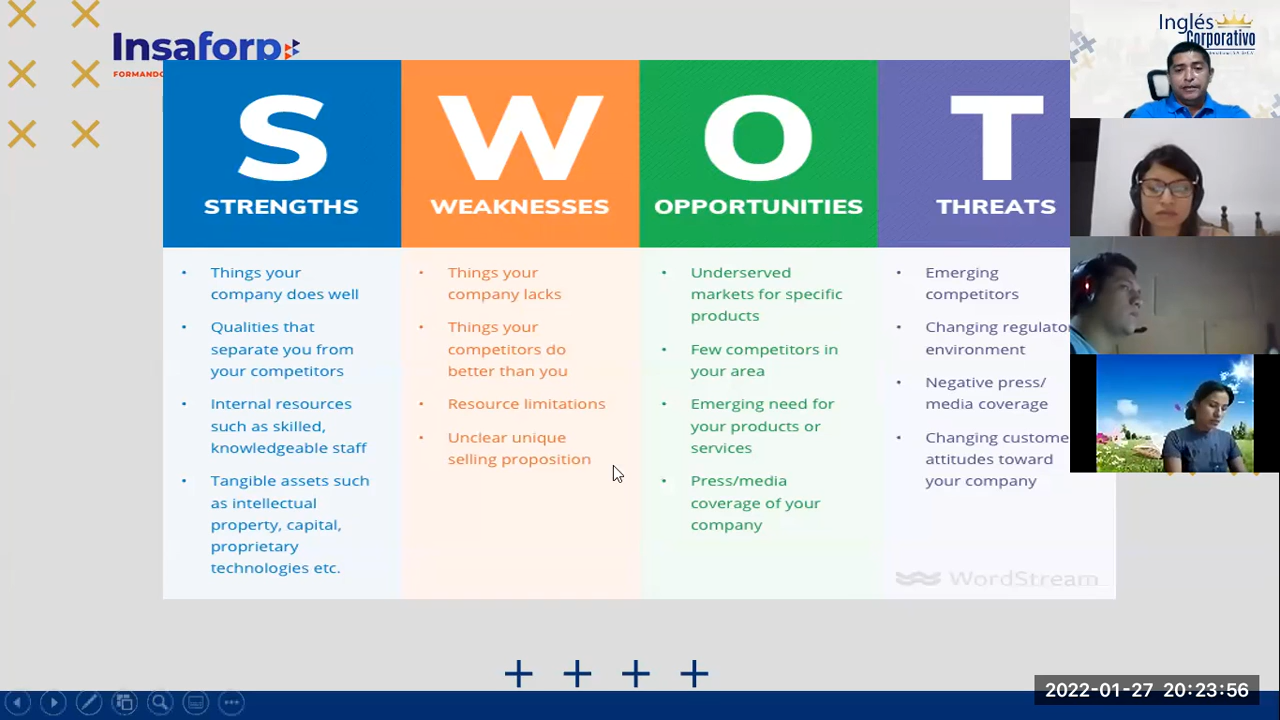 Insaforp
FORMANDO
Inglés
Corporativo
S
STRENGTHS
Things your
company does well
Qualities that
separate you from
your competitors
Internal resources
such as skilled,
knowledgeable staff
Tangible assets such
as intellectual
property, capital,
proprietary
technologies etc.
W
WEAKNESSES
Things your
company lacks
Things your
competitors do
better than you
Resource limitations
Unclear unique
selling proposition
O
OPPORTUNITIES
Underserved
markets for specific
products
Few competitors in
your area
Emerging need for
your products or
services
Press/media
coverage of your
company
T
THREATS
Emerging
competitors
Changing regulato
environment
Negative press/
media coverage
Changing custome
attitudes toward
your company
WordStream
2022-01-27 20:23:56